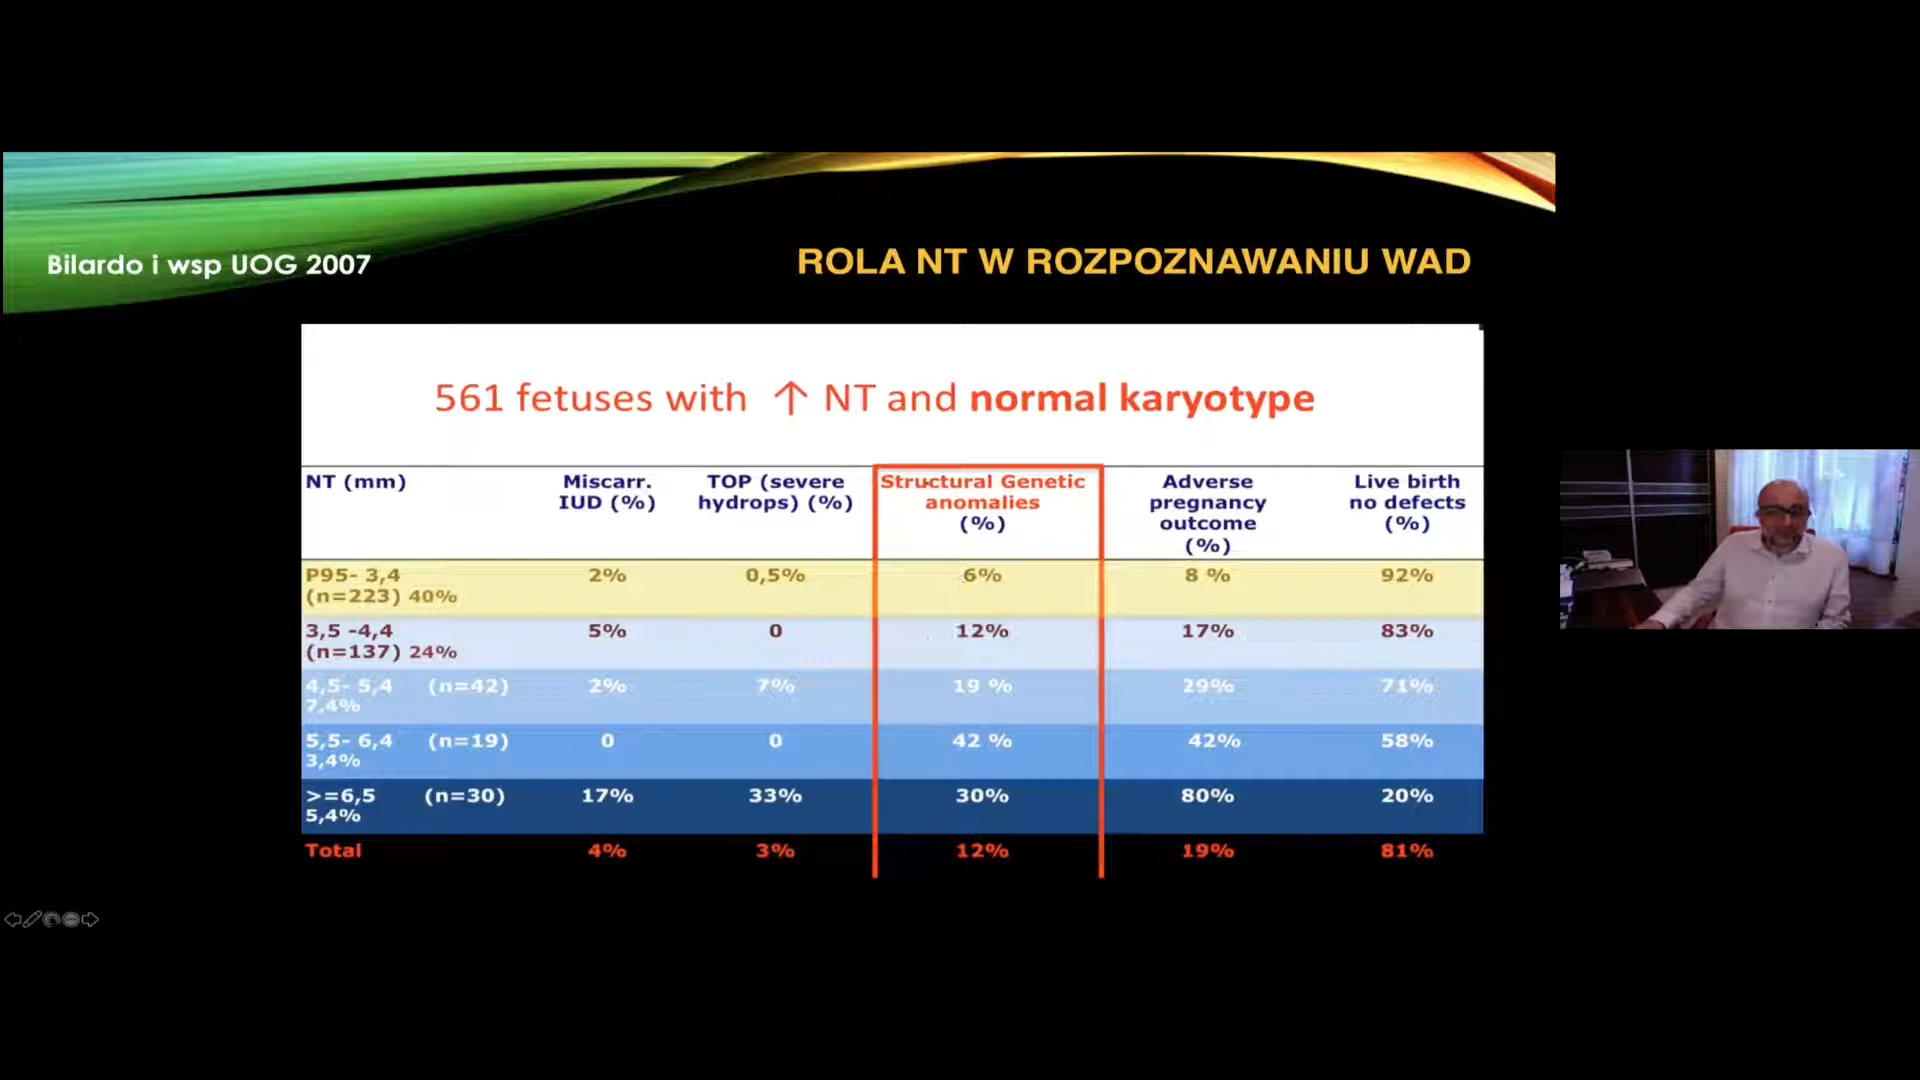 Bilardo i wsp UOG 2007
ROLA NT W ROZPOZNAWANIU WAD
561 fetuses with ↑ NT and normal karyotype
NT (mm) Miscarr. IUD (%) TOP (severe hydrops) (%) Structural Genetic anomalies (%) Adverse pregnancy outcome (%) Live birth no defects (%)
P95- 3,4 2% 0,5% 6% 8 % 92%
(n=223) 40%
3,5 -4,4 5% 0 12% 17% 83%
(n=137) 24%
4,5- 5,4 (n=42) 2% 7% 19 % 29% 71%
7,4%
5,5- 6,4 (n=19) 0 0 42 % 42% 58%
3,4%
>=6,5 (n=30) 17% 33% 30% 80% 20%
5,4%
Total 4% 3% 12% 19% 81%